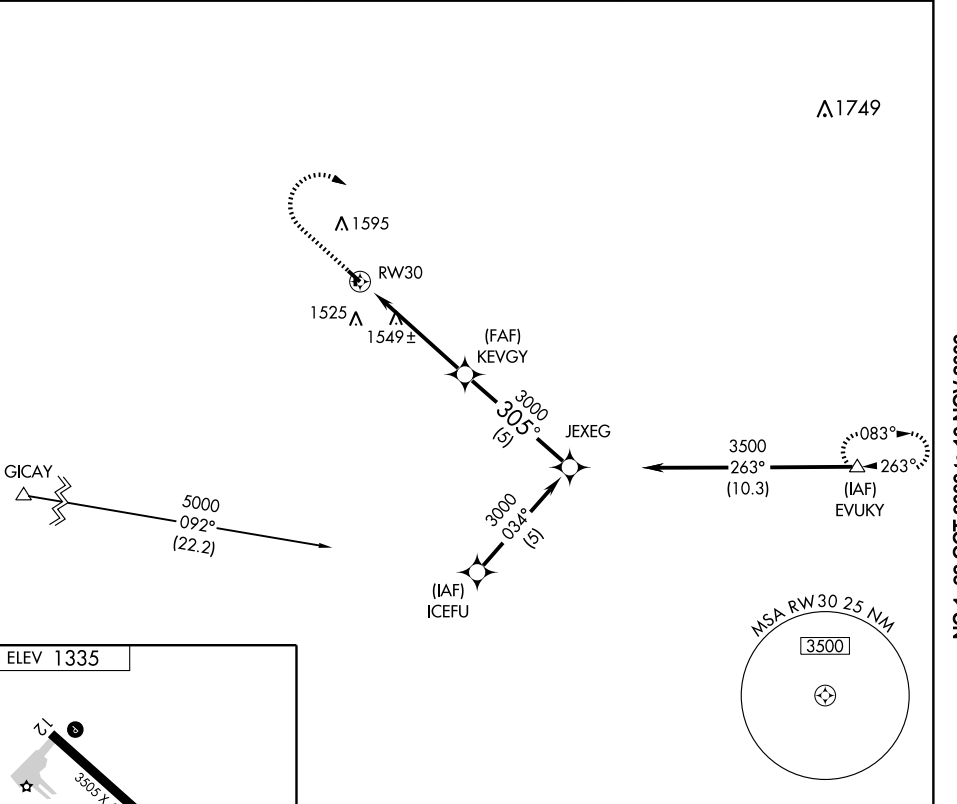 1749
1595
RW30
1525
1549±
(FAF)
KEVGY
3000
305°
(5)
JEXEG
GICAY
5000
092°
(22.2)
3500
263°
(10.3)
083°
263°
(IAF)
EVUKY
3000
034°
(5)
(IAF)
ICEFU
MSA RW30 25 NM
3500
ELEV 1335
12
P
3505 X